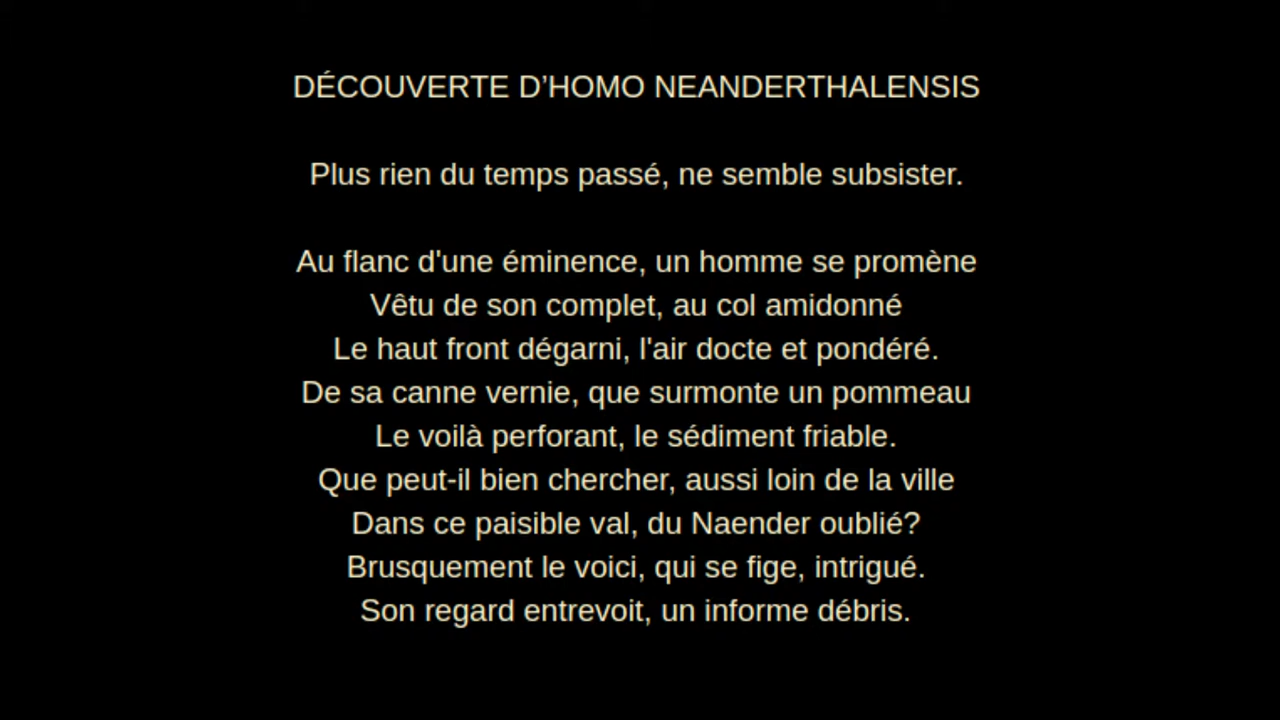 DÉCOUVERTE D’HOMO NEANDERTHALENSIS
Plus rien du temps passé, ne semble subsister.
Au flanc d'une éminence, un homme se promène
Vêtu de son complet, au col amidonné
Le haut front dégarni, l'air docte et pondéré.
De sa canne vernie, que surmonte un pommeau
Le voilà perforant, le sédiment friable.
Que peut-il bien chercher, aussi loin de la ville
Dans ce paisible val, du Naender oublié?
Brusquement le voici, qui se fige, intrigué.
Son regard entrevoit, un informe débris.